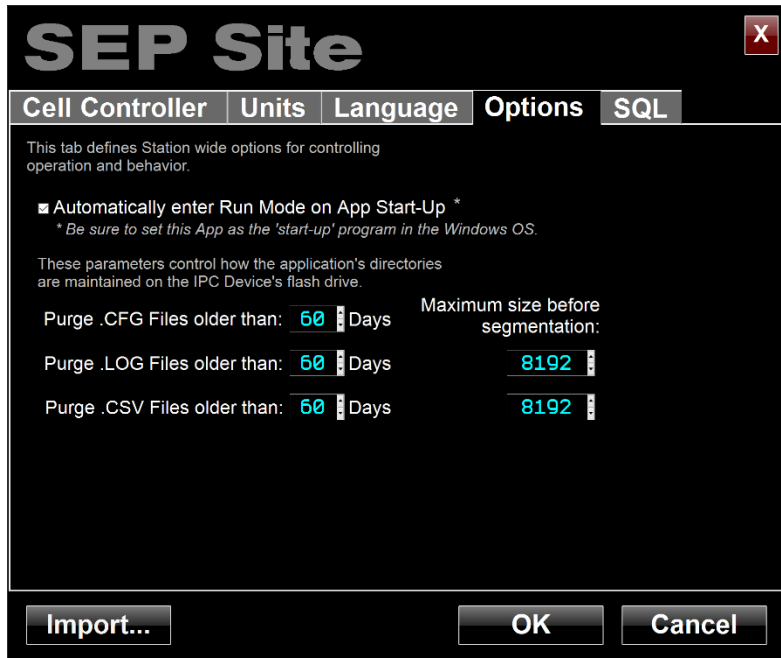 SEP Site
X
Cell Controller
Units
Language
Options
SQL
This tab defines Station wide options for controlling
operation and behavior.
Automatically enter Run Mode on App Start-Up *
* Be sure to set this App as the 'start-up' program in the Windows OS.
These parameters control how the application's directories
are maintained on the IPC Device's flash drive.
Maximum size before
segmentation:
Purge .CFG Files older than: 60 Days
Purge .LOG Files older than: 60 Days 8192
Purge .CSV Files older than: 60 Days 8192
Import...
OK
Cancel